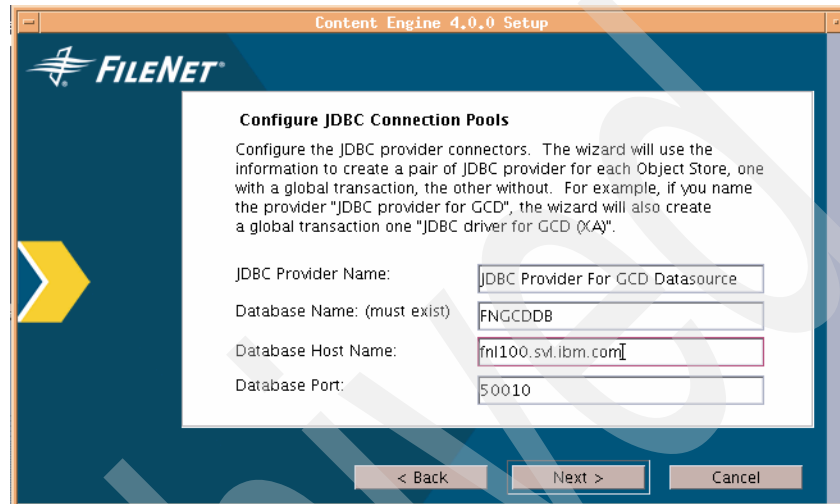 Content Engine 4.0.0 Setup
FILENET
Configure JDBC Connection Pools
Configure the JDBC provider connectors. The wizard will use the
information to create a pair of JDBC provider for each Object Store, one
with a global transaction, the other without. For example, if you name
the provider "JDBC provider for GCD", the wizard will also create
a global transaction one "JDBC driver for GCD (XA)".
JDBC Provider Name: JDBC Provider For GCD Datasource
Database Name: (must exist) FNGCDDB
Database Host Name: fnl100.svl.ibm.com
Database Port: 50010
< Back Next > Cancel